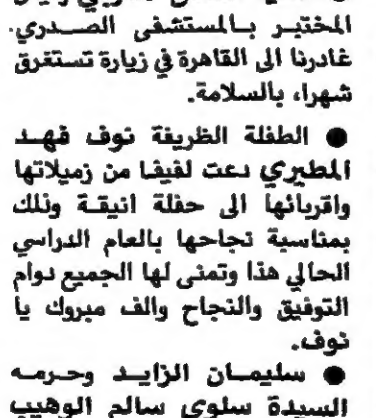 المختبر بالمستشفى الصدري.
غادرنا الى القاهرة في زيارة تستغرق
شهرا، بالسلامة.
● الطفلة الظريفة نوف فهد
المطيري دعت لفيفا من زميلاتها
واقربائها الى حفلة انيقة وذلك
بمناسبة نجاحها بالعام الدراسي
الحالي هذا وتمنى لها الجميع دوام
التوفيق والنجاح والف مبروك يا
نوف.
● سليمان الزايد وحرمه
السيدة سلوى سالم الوهيب